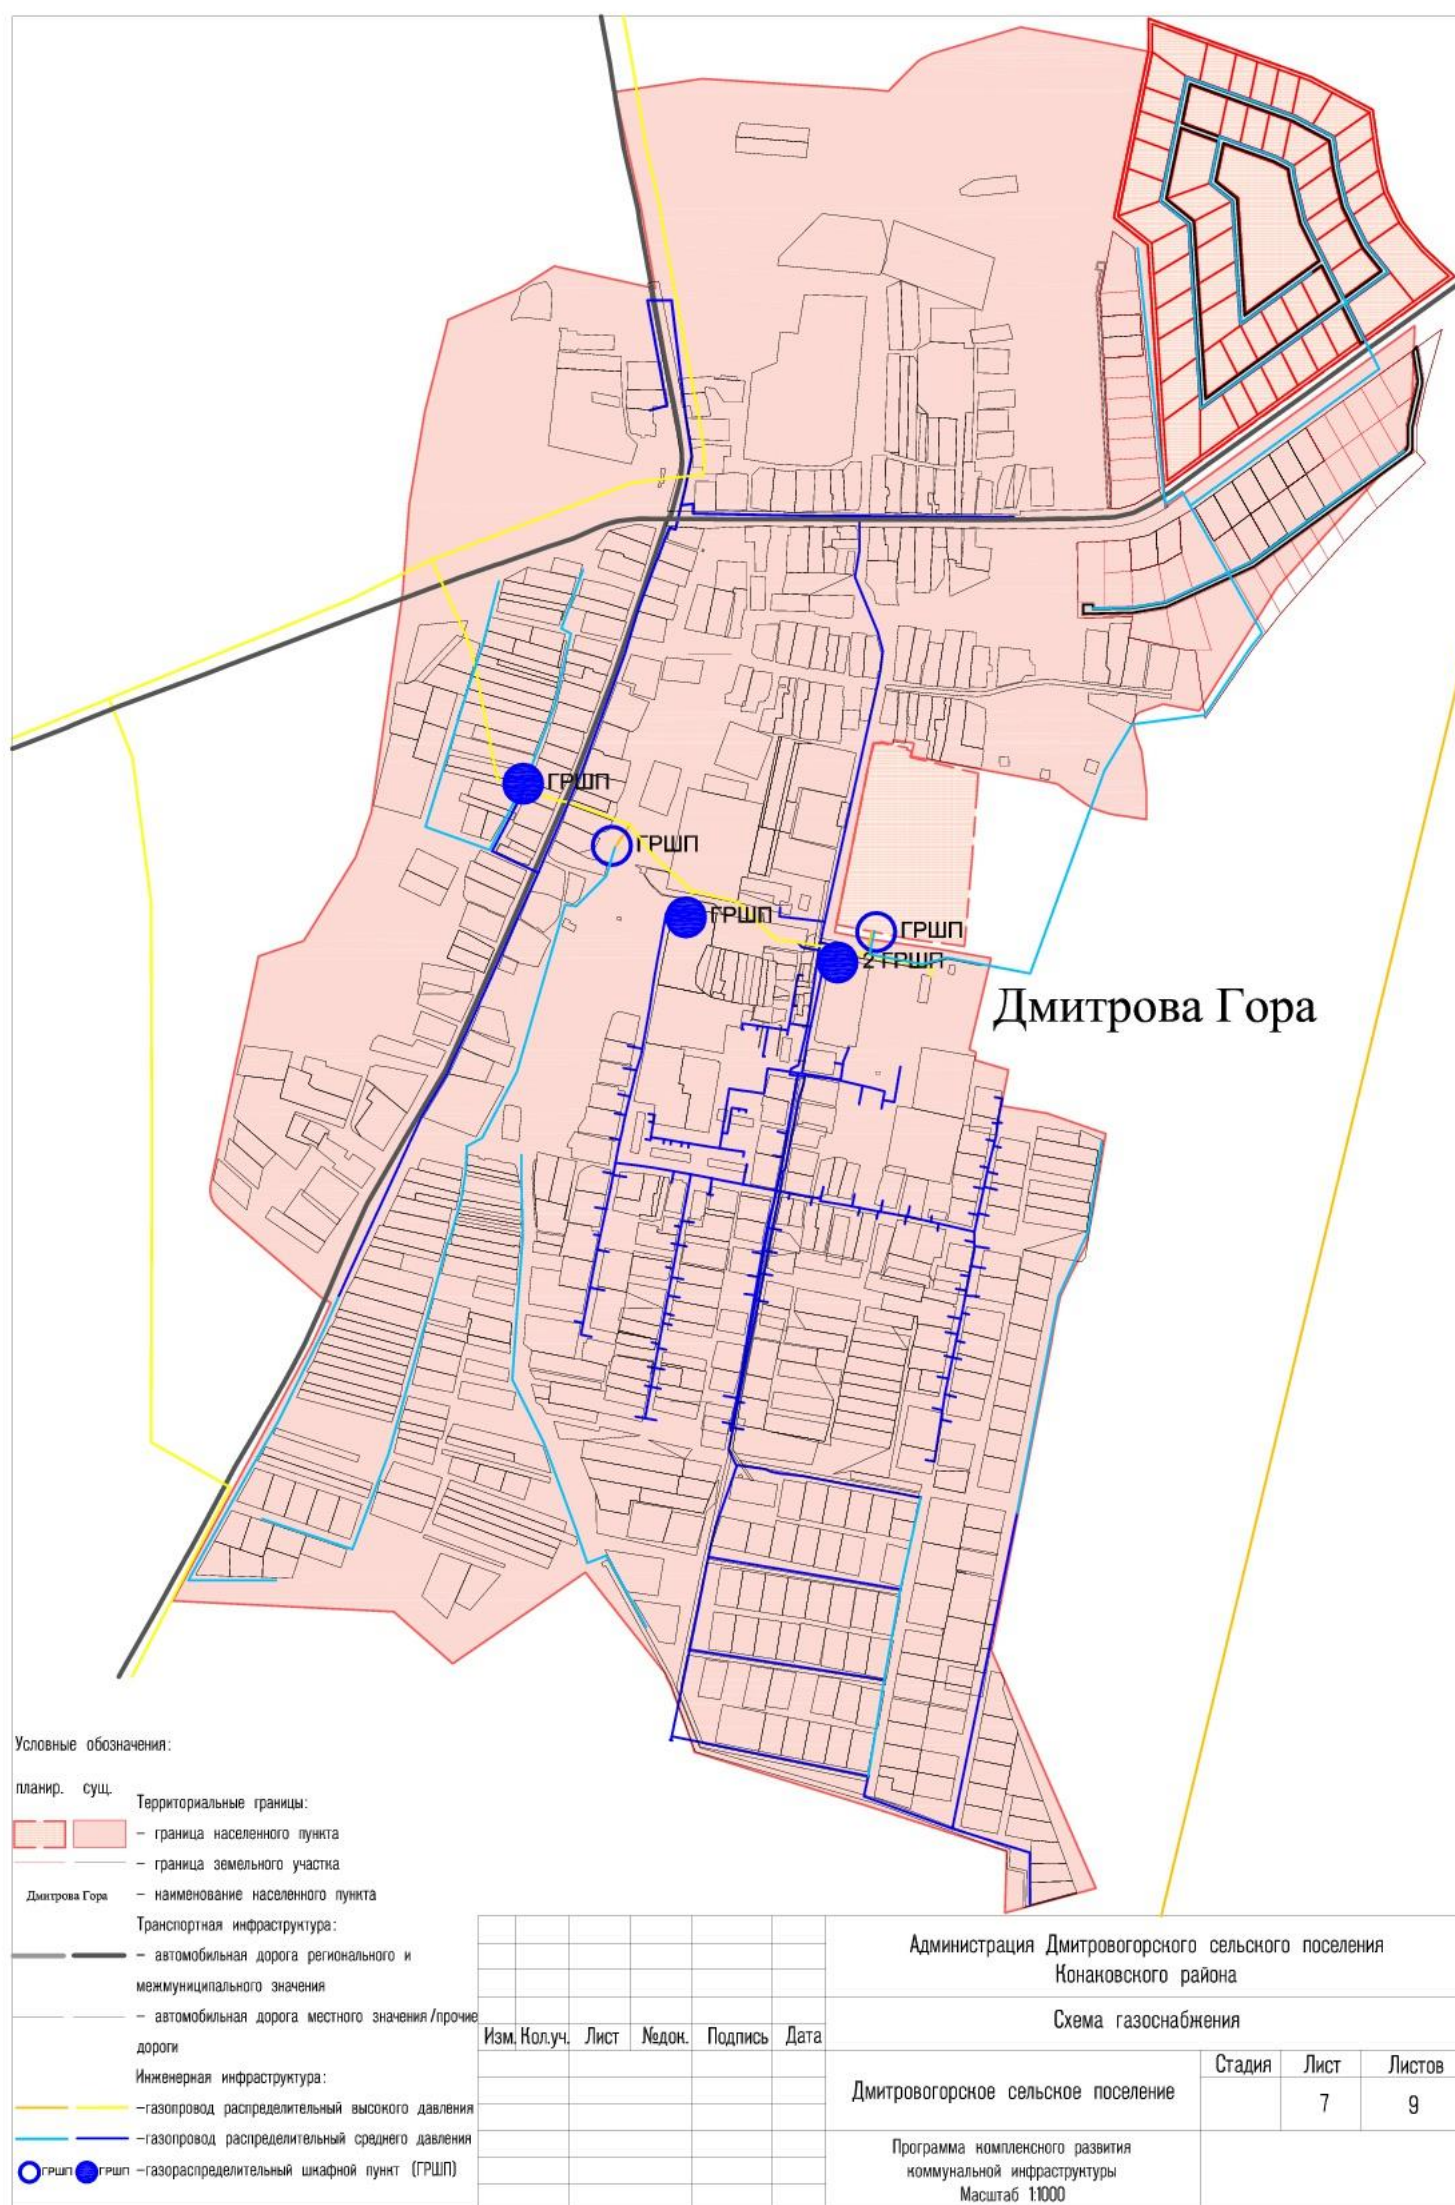 ГРШП
ГРШП
ГРШП
ГРШП
2 ГРШП
Дмитрова Гора
Условные обозначения:
планир. сущ.
Территориальные границы:
- граница населенного пункта
- граница земельного участка
Дмитрова Гора - наименование населенного пункта
Транспортная инфраструктура:
- автомобильная дорога регионального и
межмуниципального значения
- автомобильная дорога местного значения/прочие
дороги
Инженерная инфраструктура:
-газопровод распределительный высокого давления
-газопровод распределительный среднего давления
ГРШП ГРШП -газораспределительный шкафной пункт (ГРШП)
Администрация Дмитровогорского сельского поселения
Конаковского района
Схема газоснабжения
Изм. Кол.уч. Лист №док. Подпись Дата
Дмитровогорское сельское поселение
Стадия Лист Листов
7 9
Программа комплексного развития
коммунальной инфраструктуры
Масштаб 1:1000